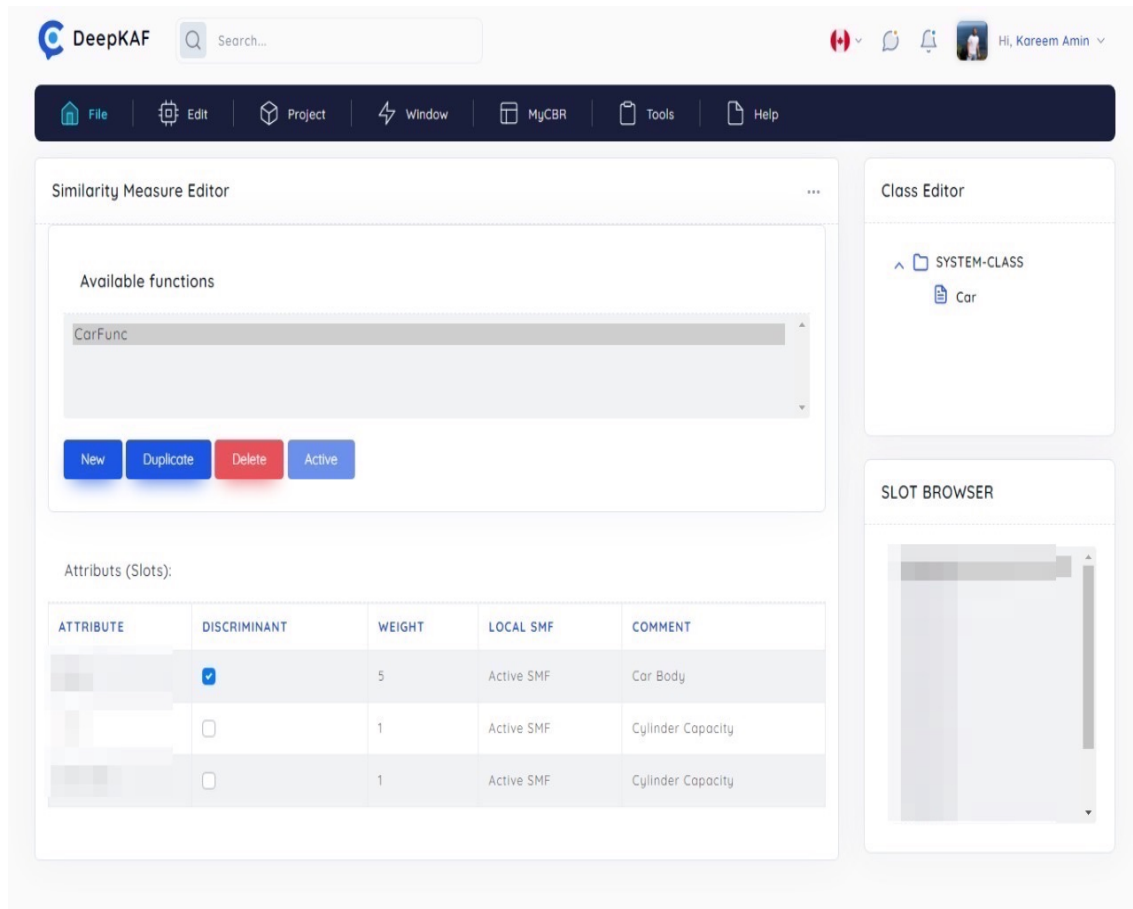 DeepKAF
Search...
Hi, Kareem Amin
File
Edit
Project
Window
MyCBR
Tools
Help
Similarity Measure Editor
...
Available functions
CarFunc
New Duplicate Delete Active
Attributs (Slots):
ATTRIBUTE DISCRIMINANT WEIGHT LOCAL SMF COMMENT
5 Active SMF Car Body
1 Active SMF Cylinder Capacity
1 Active SMF Cylinder Capacity
Class Editor
SYSTEM-CLASS
Car
SLOT BROWSER